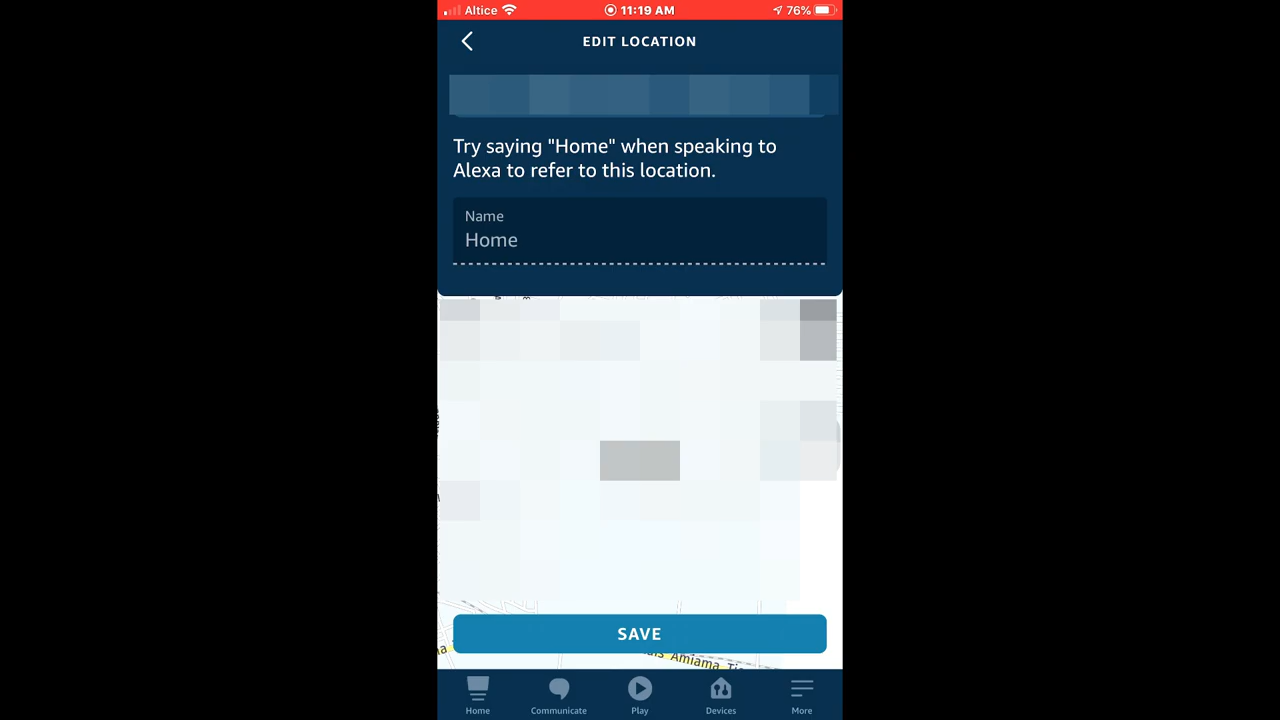 Altice 11:19 AM 76%
EDIT LOCATION
Try saying "Home" when speaking to
Alexa to refer to this location.
Name
Home
SAVE
Amiama
Home Communicate Play Devices More